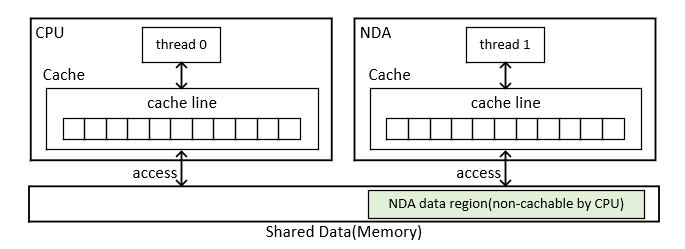 CPU
thread 0
Cache
cache line
access
NDA
thread 1
Cache
cache line
access
NDA data region(non-cachable by CPU)
Shared Data(Memory)